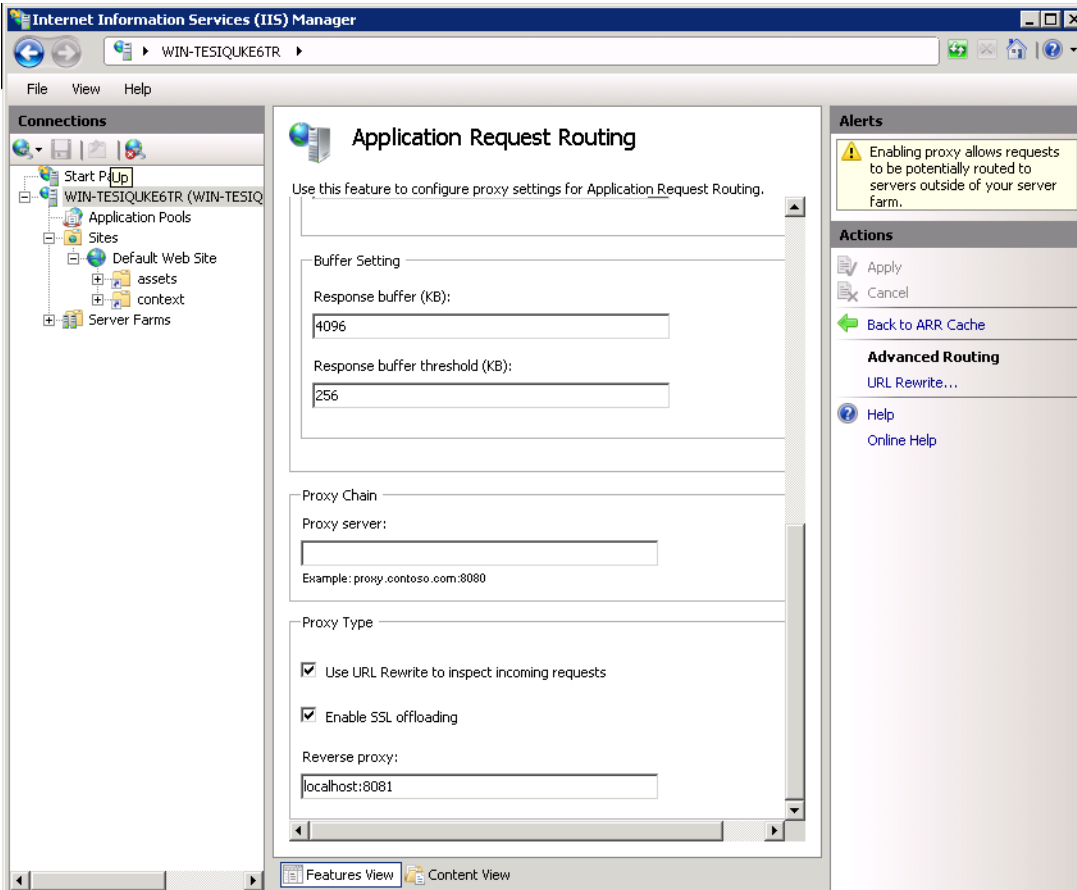 Internet Information Services (IIS) Manager
WIN-TESIQUKE6TR
File View Help
Connections
Up
Start Pa
WIN-TESIQUKE6TR (WIN-TESIQ
Application Pools
Sites
Default Web Site
assets
context
Server Farms
Application Request Routing
Use this feature to configure proxy settings for Application Request Routing.
Buffer Setting
Response buffer (KB):
4096
Response buffer threshold (KB):
256
Proxy Chain
Proxy server:
Example: proxy.contoso.com:8080
Proxy Type
Use URL Rewrite to inspect incoming requests
Enable SSL offloading
Reverse proxy:
localhost:8081
Features View
Content View
Alerts
Enabling proxy allows requests
to be potentially routed to
servers outside of your server
farm.
Actions
Apply
Cancel
Back to ARR Cache
Advanced Routing
URL Rewrite...
Help
Online Help